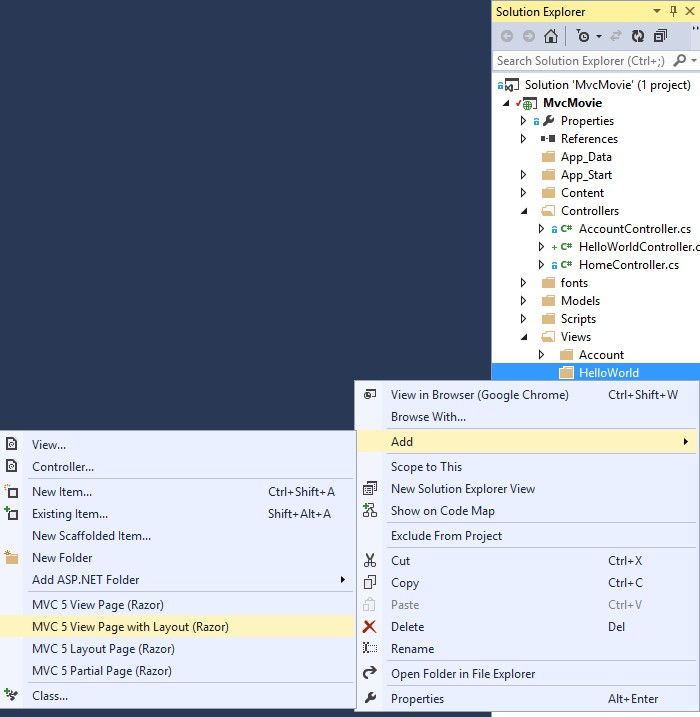 Solution Explorer
Search Solution Explorer (Ctrl+;)
Solution 'MvcMovie' (1 project)
MvcMovie
Properties
References
App_Data
App_Start
Content
Controllers
C# AccountController.cs
C# HelloWorldController.c
C# HomeController.cs
fonts
Models
Scripts
Views
Account
HelloWorld
View in Browser (Google Chrome) Ctrl+Shift+W
Browse With...
Add
Scope to This
New Solution Explorer View
Show on Code Map
Exclude From Project
Cut Ctrl+X
Copy Ctrl+C
Paste Ctrl+V
Delete Del
Rename
Open Folder in File Explorer
Properties Alt+Enter
View...
Controller...
New Item... Ctrl+Shift+A
Existing Item... Shift+Alt+A
New Scaffolded Item...
New Folder
Add ASP.NET Folder
MVC 5 View Page (Razor)
MVC 5 View Page with Layout (Razor)
MVC 5 Layout Page (Razor)
MVC 5 Partial Page (Razor)
Class...